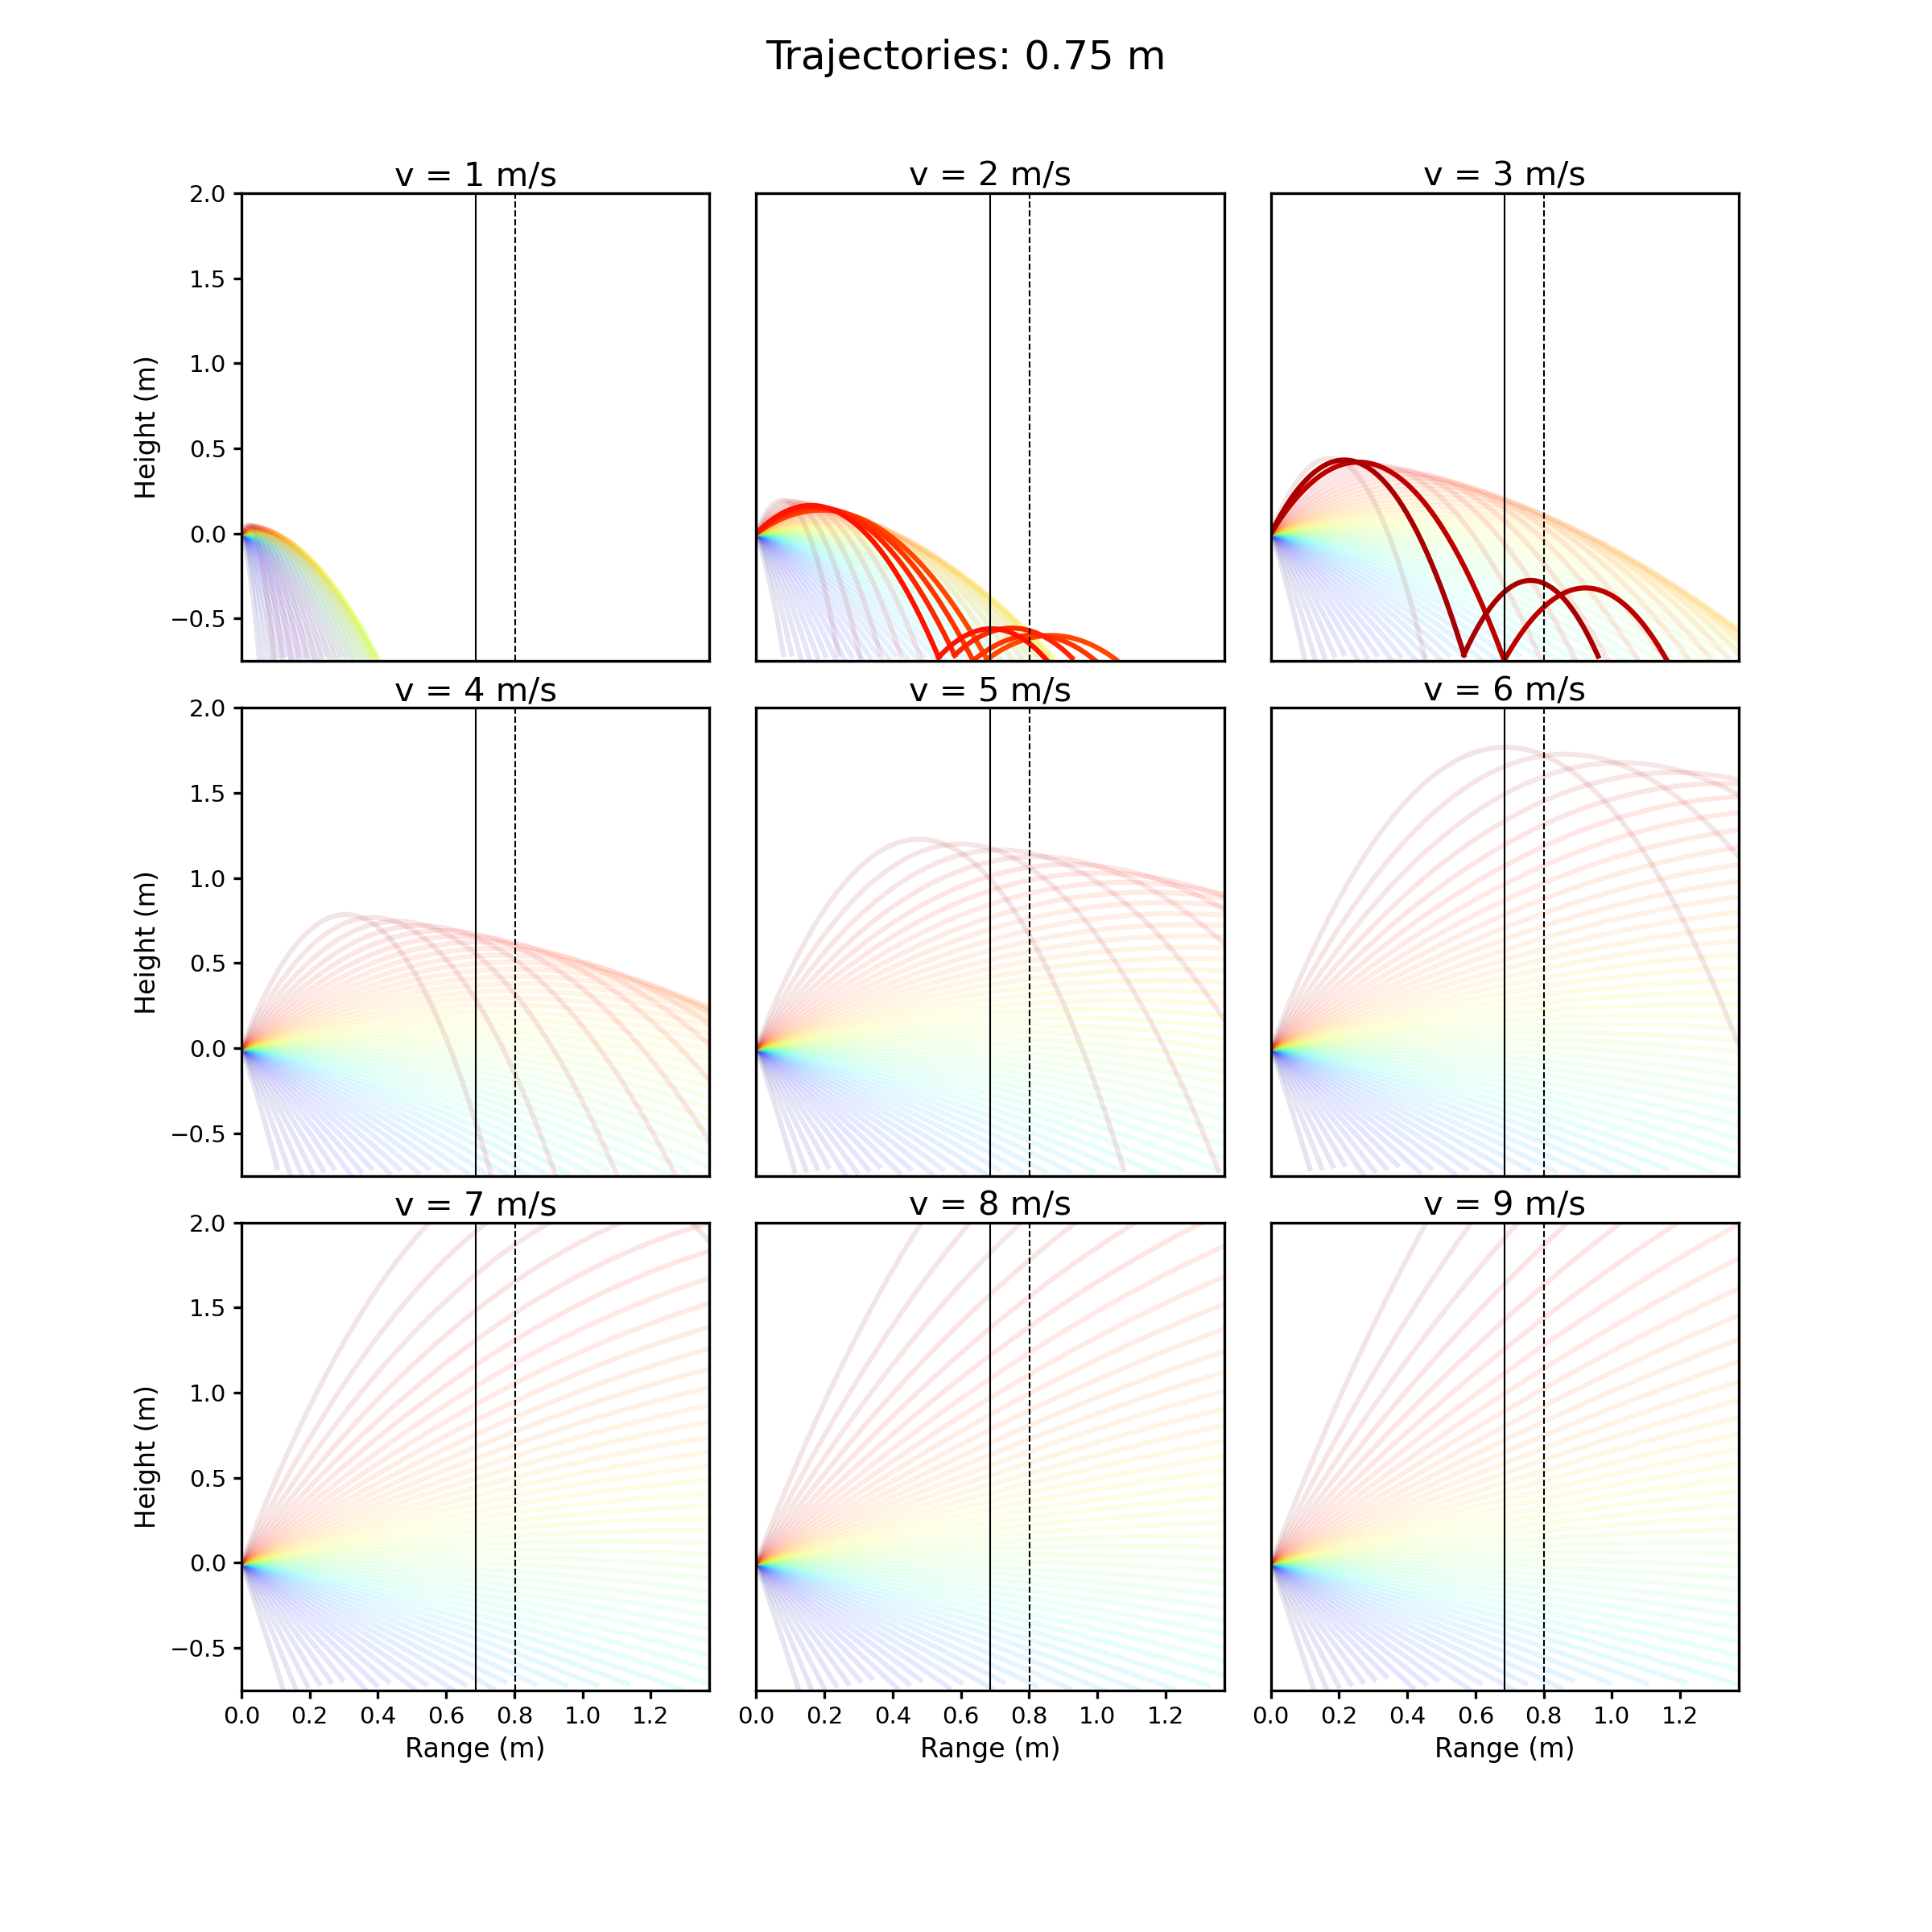 Trajectories: 0.75 m
v = 1 m/s
v = 2 m/s
v = 3 m/s
2.0
1.5
1.0
0.5
0.0
−0.5
Height (m)
v = 4 m/s
v = 5 m/s
v = 6 m/s
2.0
1.5
1.0
0.5
0.0
−0.5
Height (m)
v = 7 m/s
v = 8 m/s
v = 9 m/s
2.0
1.5
1.0
0.5
0.0
−0.5
Height (m)
0.0 0.2 0.4 0.6 0.8 1.0 1.2
0.0 0.2 0.4 0.6 0.8 1.0 1.2
0.0 0.2 0.4 0.6 0.8 1.0 1.2
Range (m)
Range (m)
Range (m)